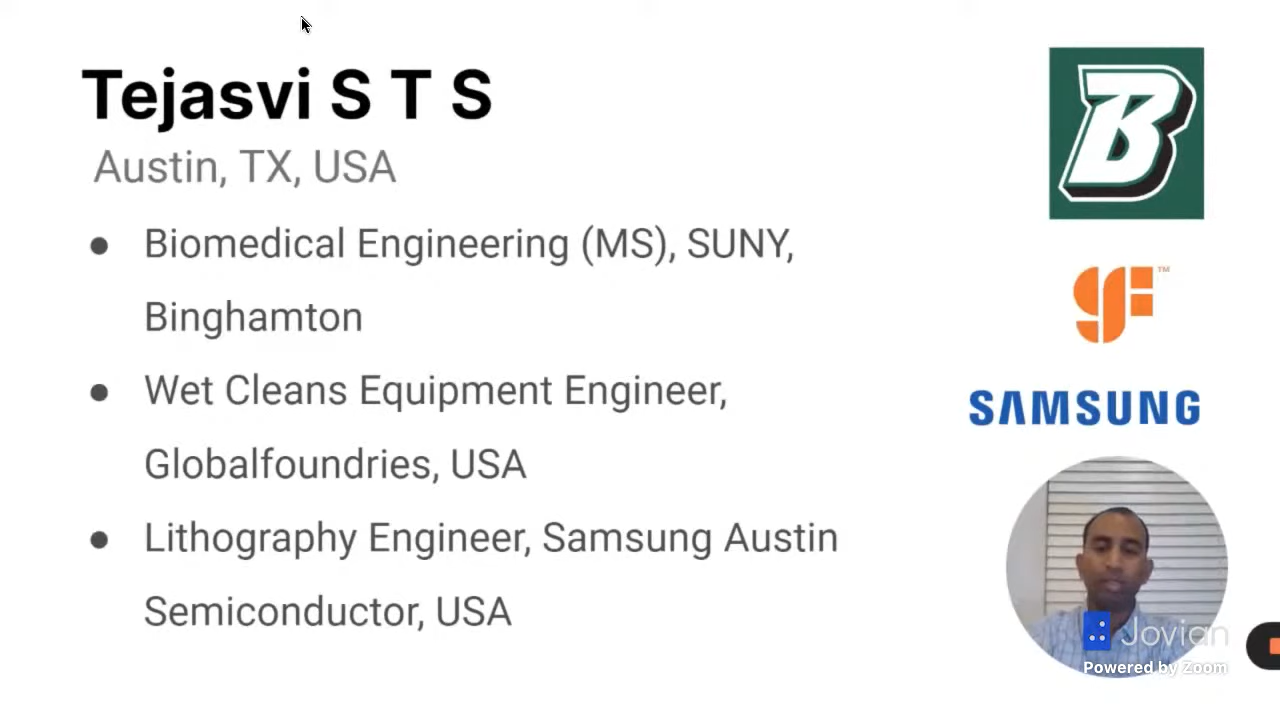 Tejasvi S T S
Austin, TX, USA
● Biomedical Engineering (MS), SUNY,
Binghamton
● Wet Cleans Equipment Engineer,
Globalfoundries, USA
● Lithography Engineer, Samsung Austin
Semiconductor, USA
B
GF™
SAMSUNG
Jovian
Powered by Zoom